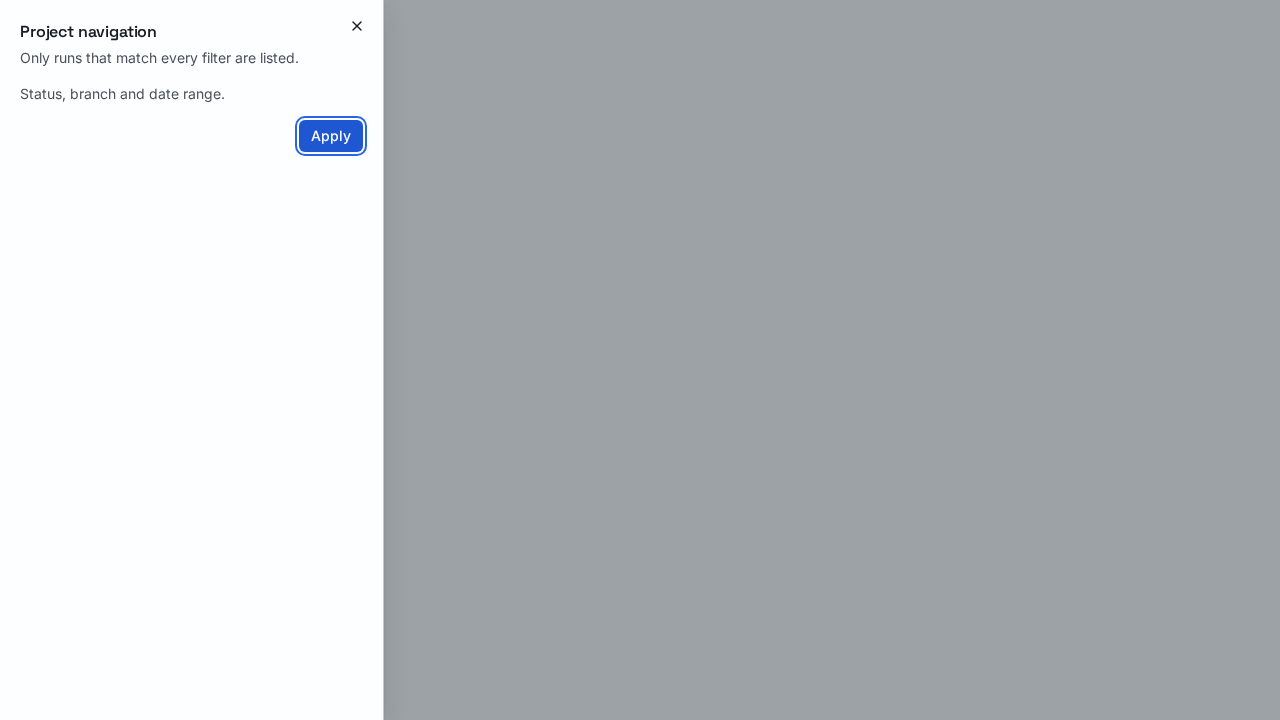 Project navigation
Only runs that match every filter are listed.
Status, branch and date range.
Apply